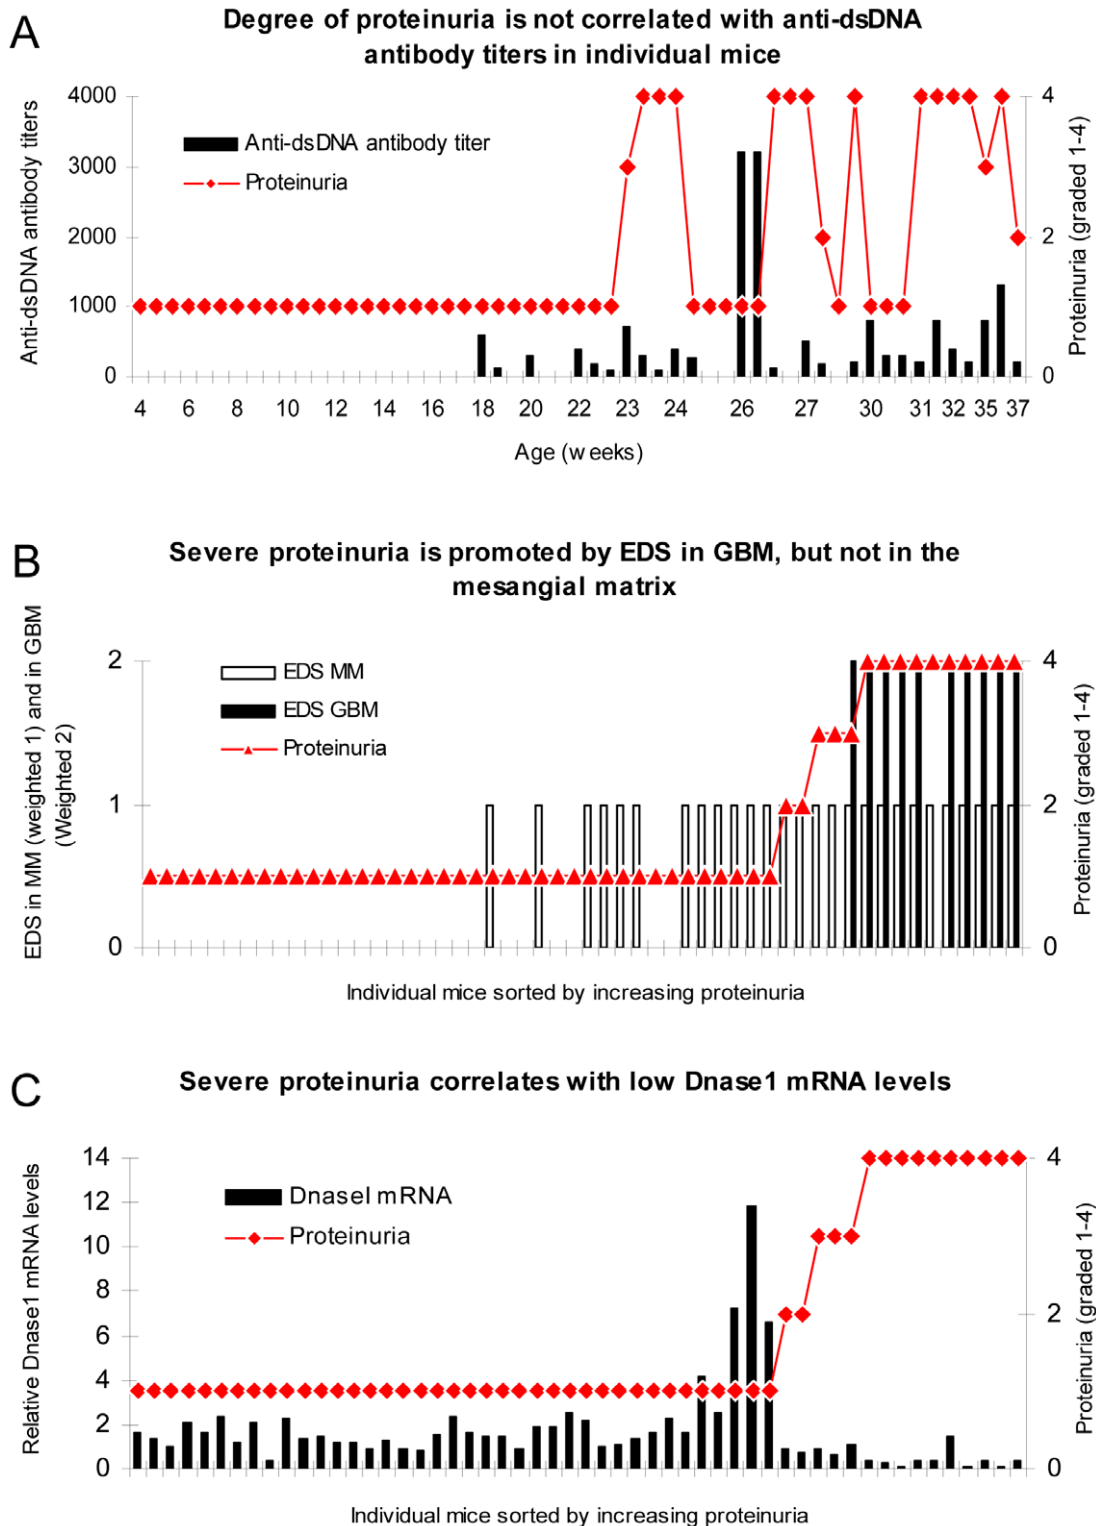 A
Degree of proteinuria is not correlated with anti-dsDNA
antibody titers in individual mice
Anti-dsDNA antibody titers
4000
3000
2000
1000
0
Anti-dsDNA antibody titer
Proteinuria
4
2
0
Proteinuria (graded 1-4)
4 6 8 10 12 14 16 18 20 22 23 24 26 27 30 31 32 35 37
Age (weeks)
B
Severe proteinuria is promoted by EDS in GBM, but not in the
mesangial matrix
EDS in MM (weighted 1) and in GBM
(Weighted 2)
2
1
0
EDS MM
EDS GBM
Proteinuria
4
2
0
Proteinuria (graded 1-4)
Individual mice sorted by increasing proteinuria
C
Severe proteinuria correlates with low Dnase1 mRNA levels
Relative Dnase1 mRNA levels
14
12
10
8
6
4
2
0
DnaseI mRNA
Proteinuria
4
2
0
Proteinuria (graded 1-4)
Individual mice sorted by increasing proteinuria